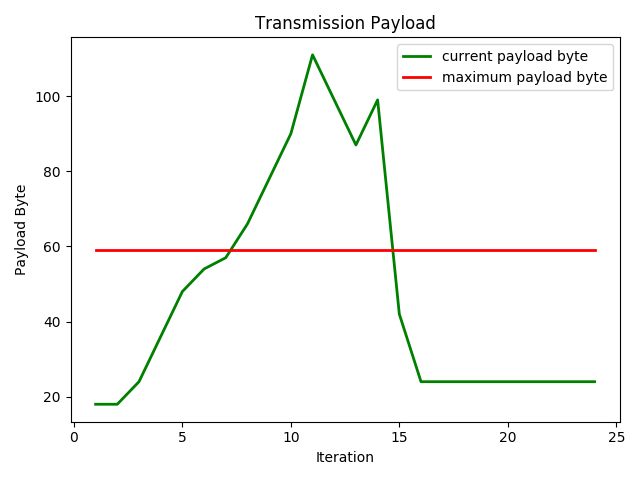 Transmission Payload
current payload byte
maximum payload byte
Payload Byte
100
80
60
40
20
0 5 10 15 20 25
Iteration